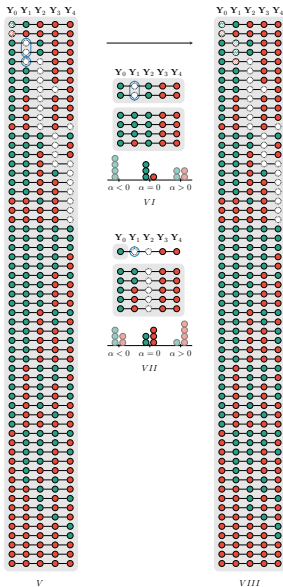 Y₀ Y₁ Y₂ Y₃ Y₄
Y₀ Y₁ Y₂ Y₃ Y₄
Y₀ Y₁ Y₂ Y₃ Y₄
α < 0 α = 0 α > 0
VI
Y₀ Y₁ Y₂ Y₃ Y₄
α < 0 α = 0 α > 0
VII
V
VIII